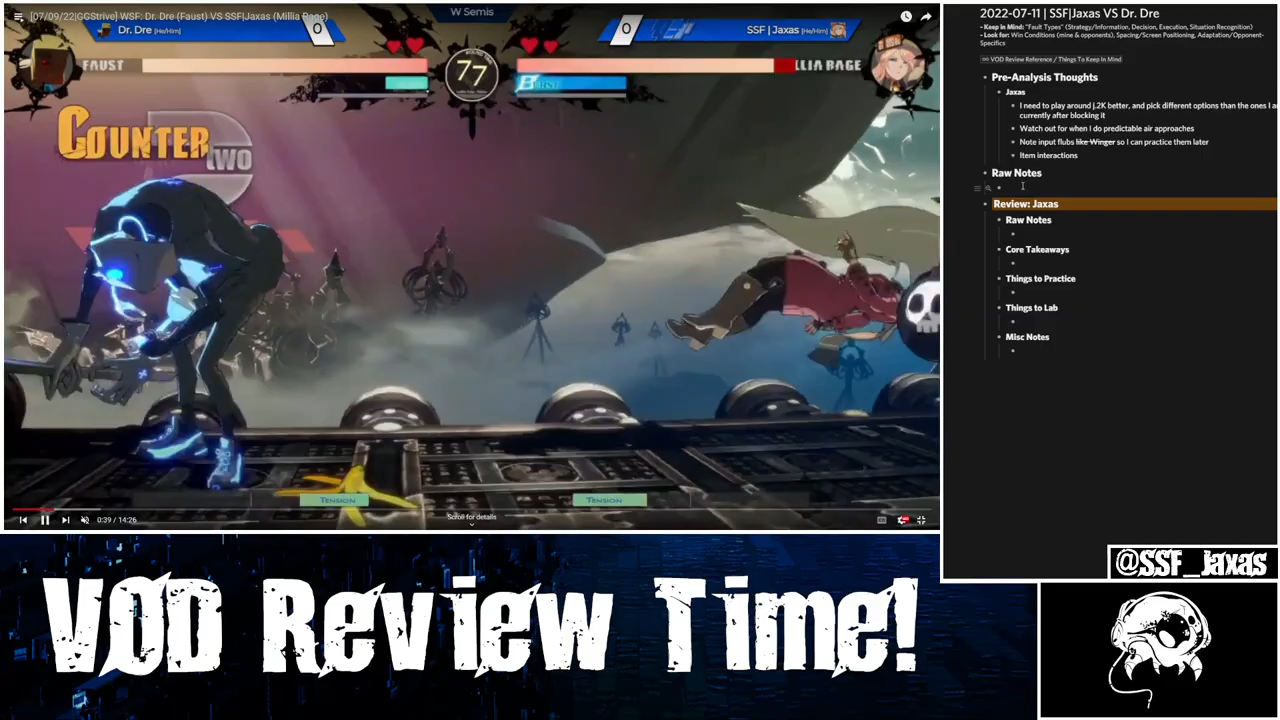 [07/09/22|GGStrive] WSF: Dr. Dre (Faust) VS SSF|Jaxas (Millia Rage)
W Semis
Dr. Dre [He/Him]
0
0
SSF | Jaxas [He/Him]
FAUST
77
LLIA RAGE
BURST
COUNTER
two
TENSION
TENSION
0:39 / 14:26
Scroll for details
2022-07-11 | SSF|Jaxas VS Dr. Dre
- Keep in Mind: "Fault Types" (Strategy/Information, Decision, Execution, Situation Recognition)
- Look for: Win Conditions (mine & opponents), Spacing/Screen Positioning, Adaptation/Opponent-
Specifics
VOD Review Reference / Things To Keep In Mind
Pre-Analysis Thoughts
Jaxas
I need to play around j.2K better, and pick different options than the ones I a
currently after blocking it
Watch out for when I do predictable air approaches
Note input flubs like Winger so I can practice them later
Item interactions
Raw Notes
Review: Jaxas
Raw Notes
Core Takeaways
Things to Practice
Things to Lab
Misc Notes
@SSF_Jaxas
VOD Review Time!